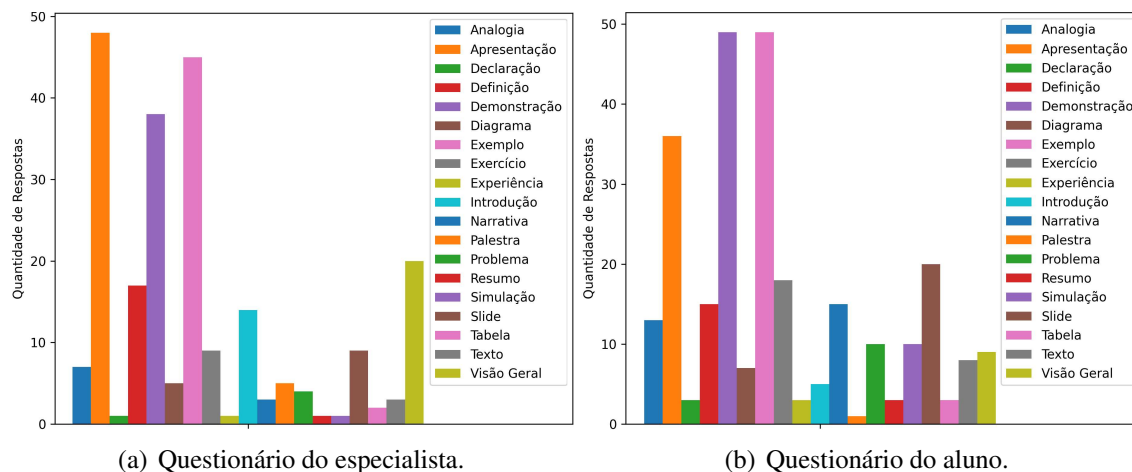 50
40
30
20
10
0
Quantidade de Respostas
Analogia
Apresentação
Declaração
Definição
Demonstração
Diagrama
Exemplo
Exercício
Experiência
Introdução
Narrativa
Palestra
Problema
Resumo
Simulação
Slide
Tabela
Texto
Visão Geral
(a) Questionário do especialista.
50
40
30
20
10
0
Quantidade de Respostas
Analogia
Apresentação
Declaração
Definição
Demonstração
Diagrama
Exemplo
Exercício
Experiência
Introdução
Narrativa
Palestra
Problema
Resumo
Simulação
Slide
Tabela
Texto
Visão Geral
(b) Questionário do aluno.